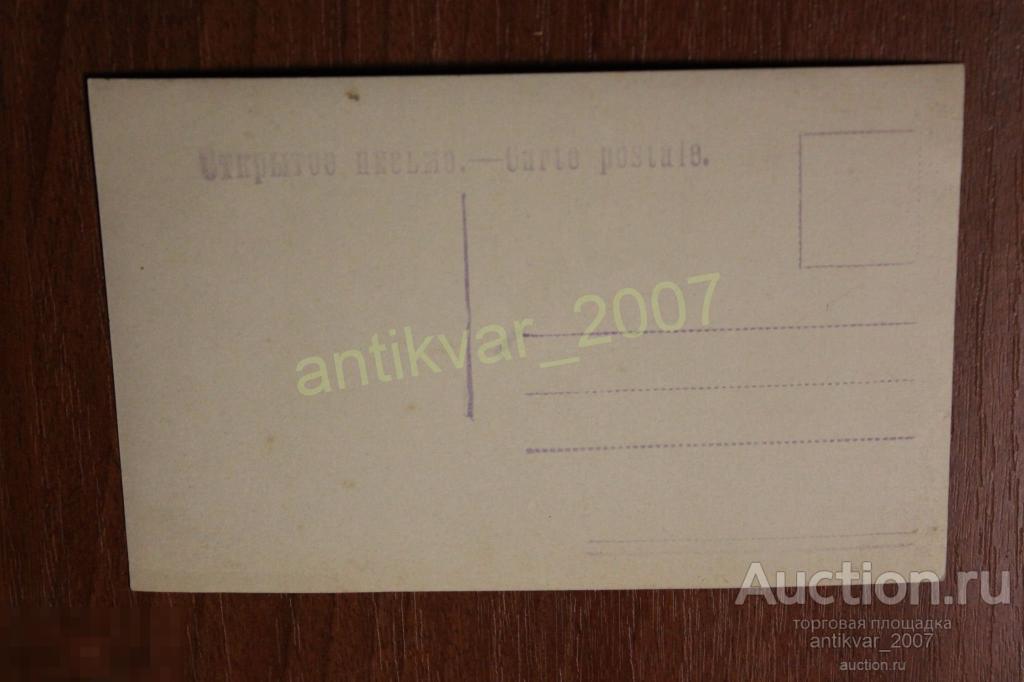 Открытое письмо.—Carte postale.
antikvar_2007
Auction.ru
торговая площадка
antikvar_2007
auction.ru